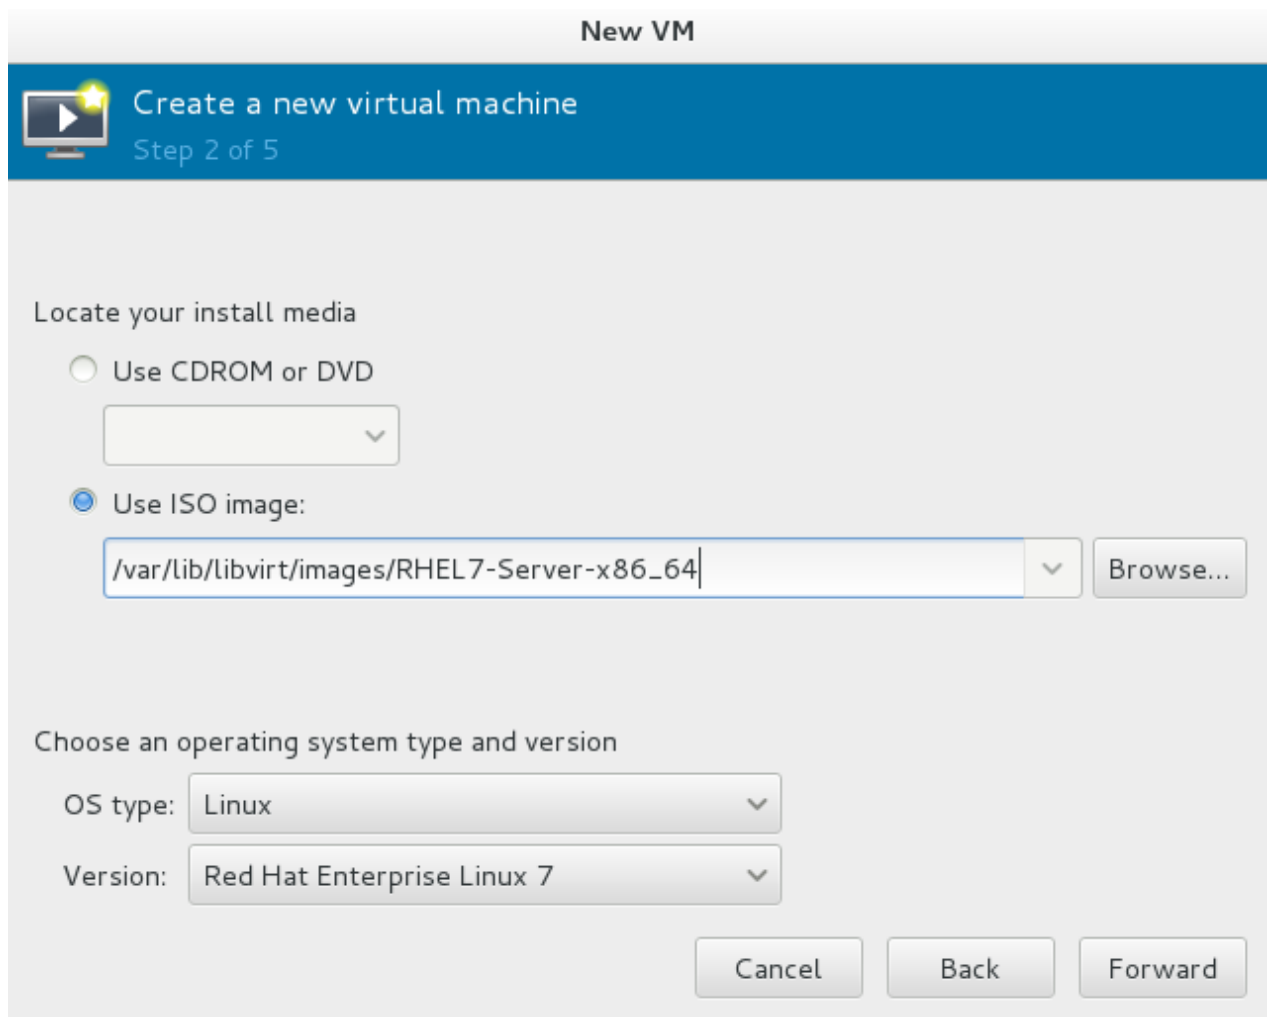 New VM
Create a new virtual machine
Step 2 of 5
Locate your install media
Use CDROM or DVD
Use ISO image:
/var/lib/libvirt/images/RHEL7-Server-x86_64
Browse...
Choose an operating system type and version
OS type: Linux
Version: Red Hat Enterprise Linux 7
Cancel Back Forward